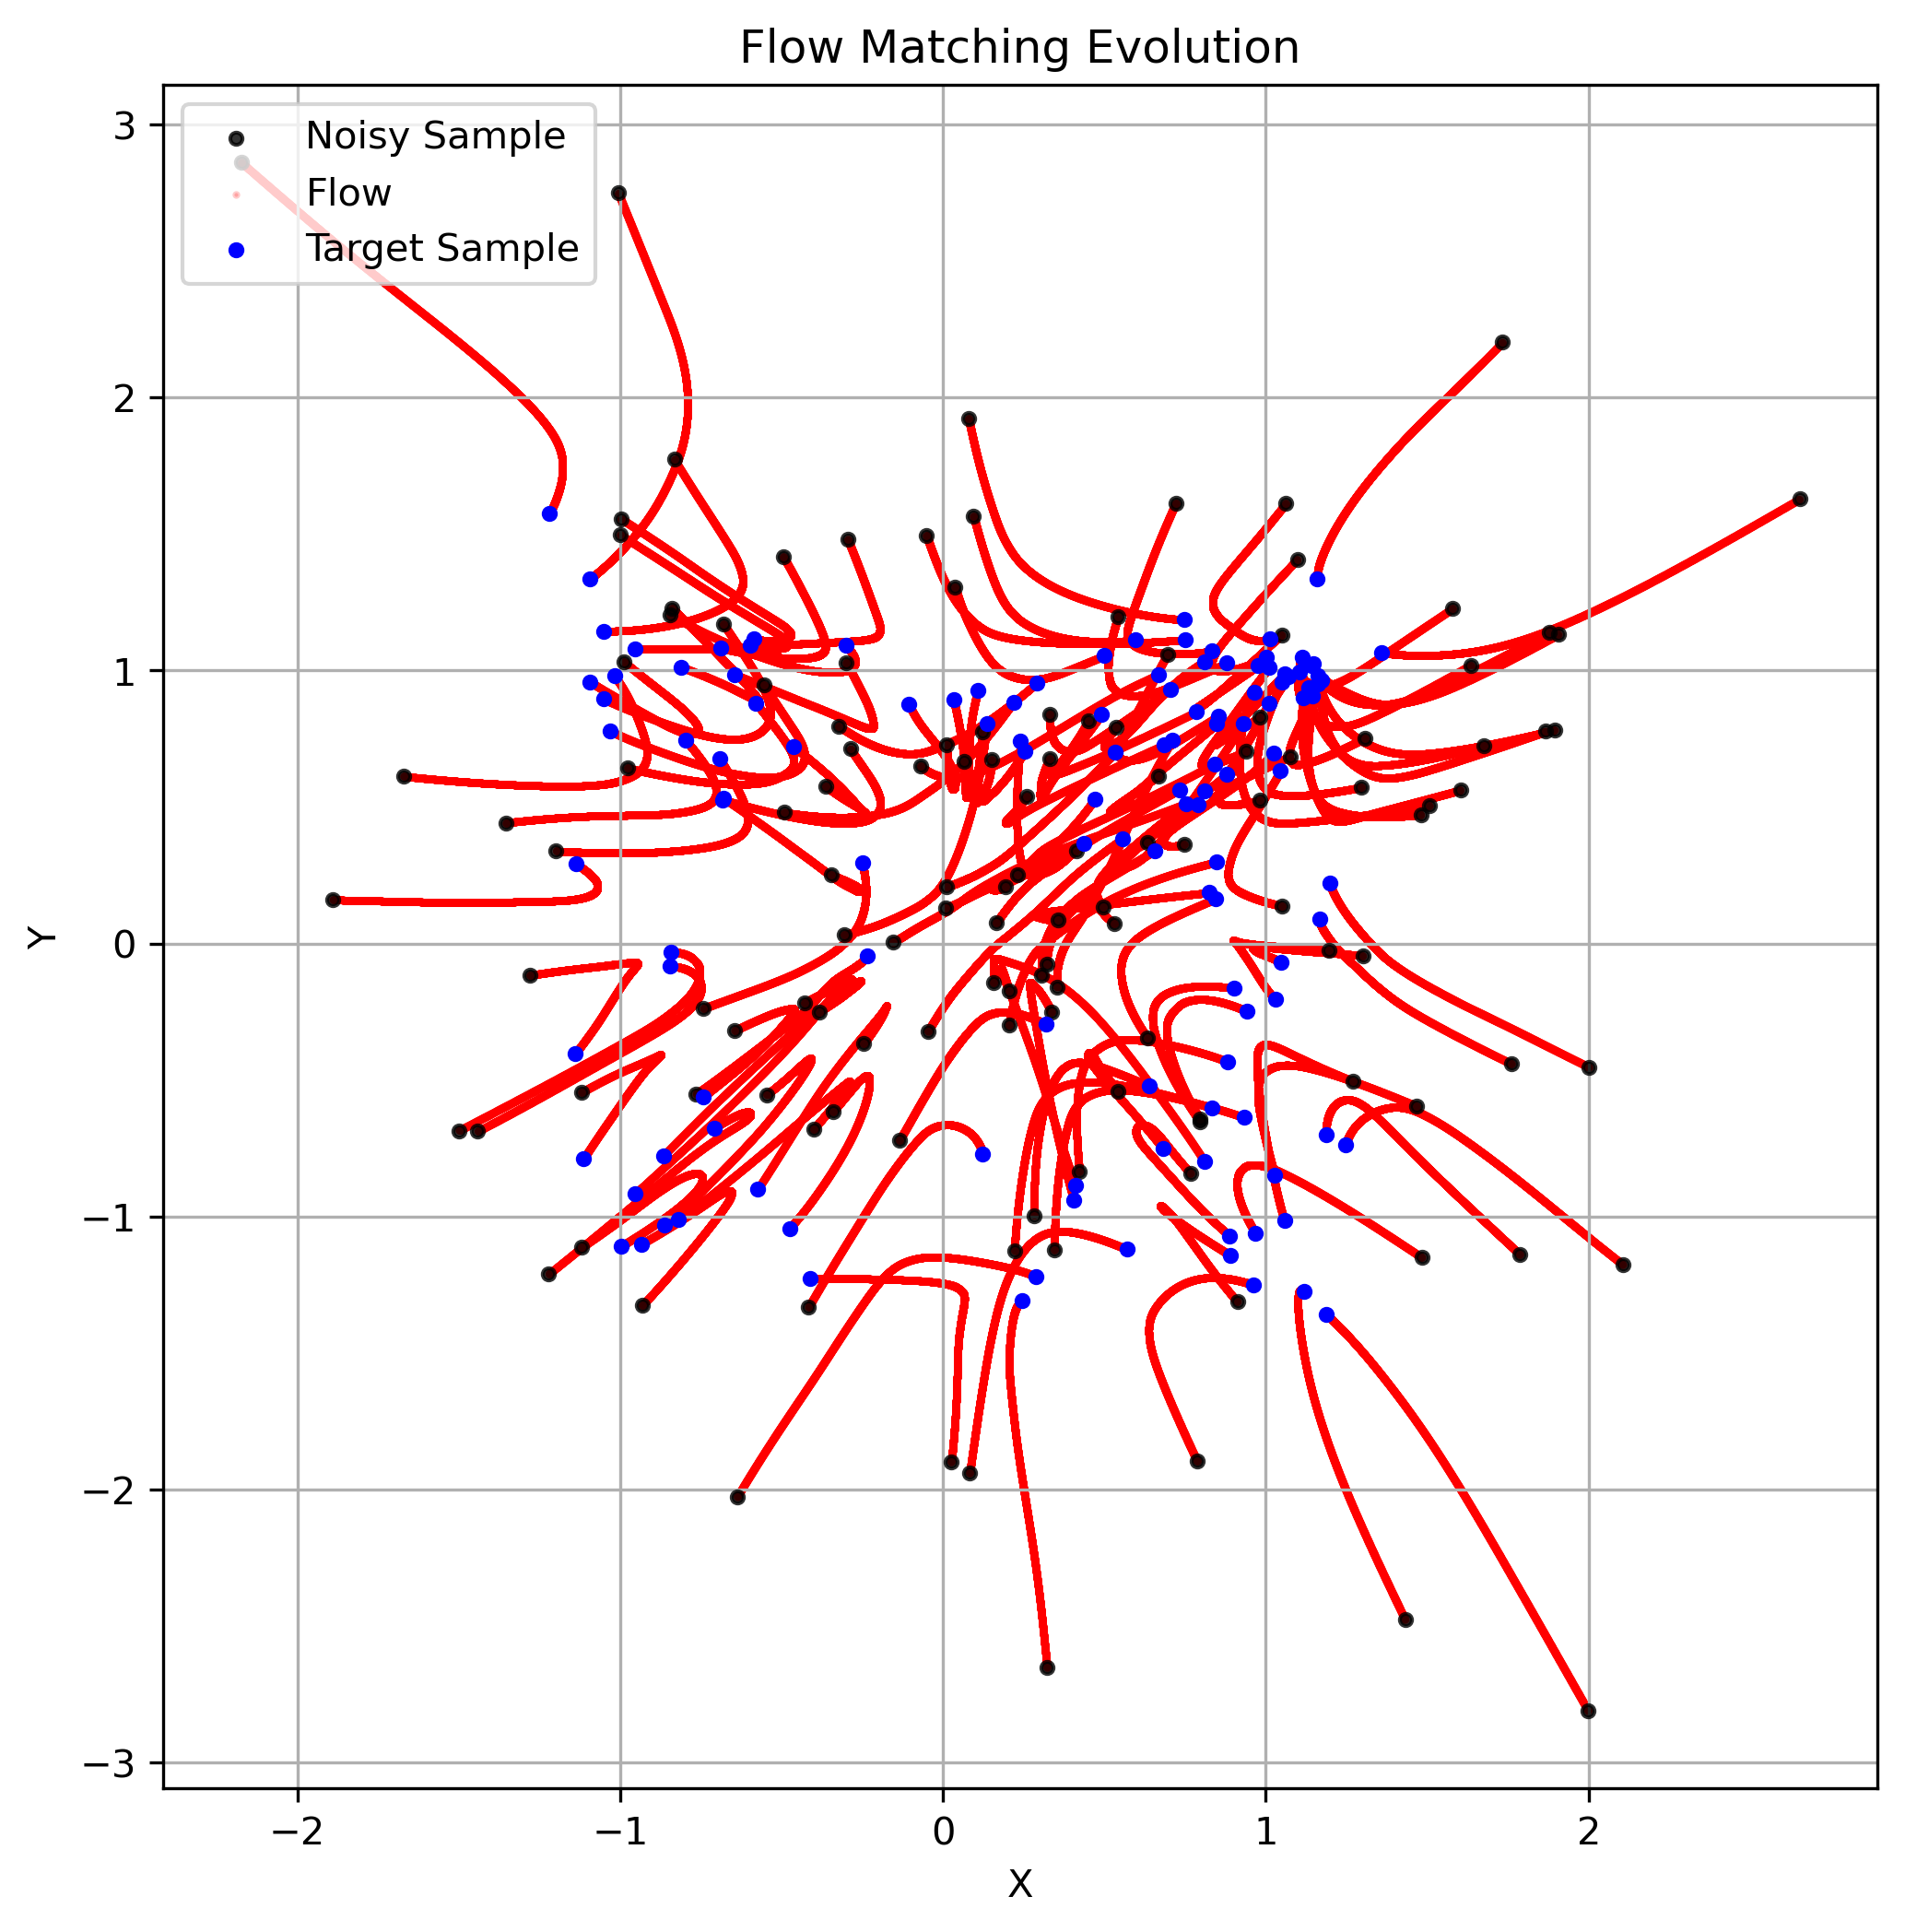 Flow Matching Evolution
Noisy Sample
Flow
Target Sample
3
2
1
0
−1
−2
−3
Y
−2 −1 0 1 2
X